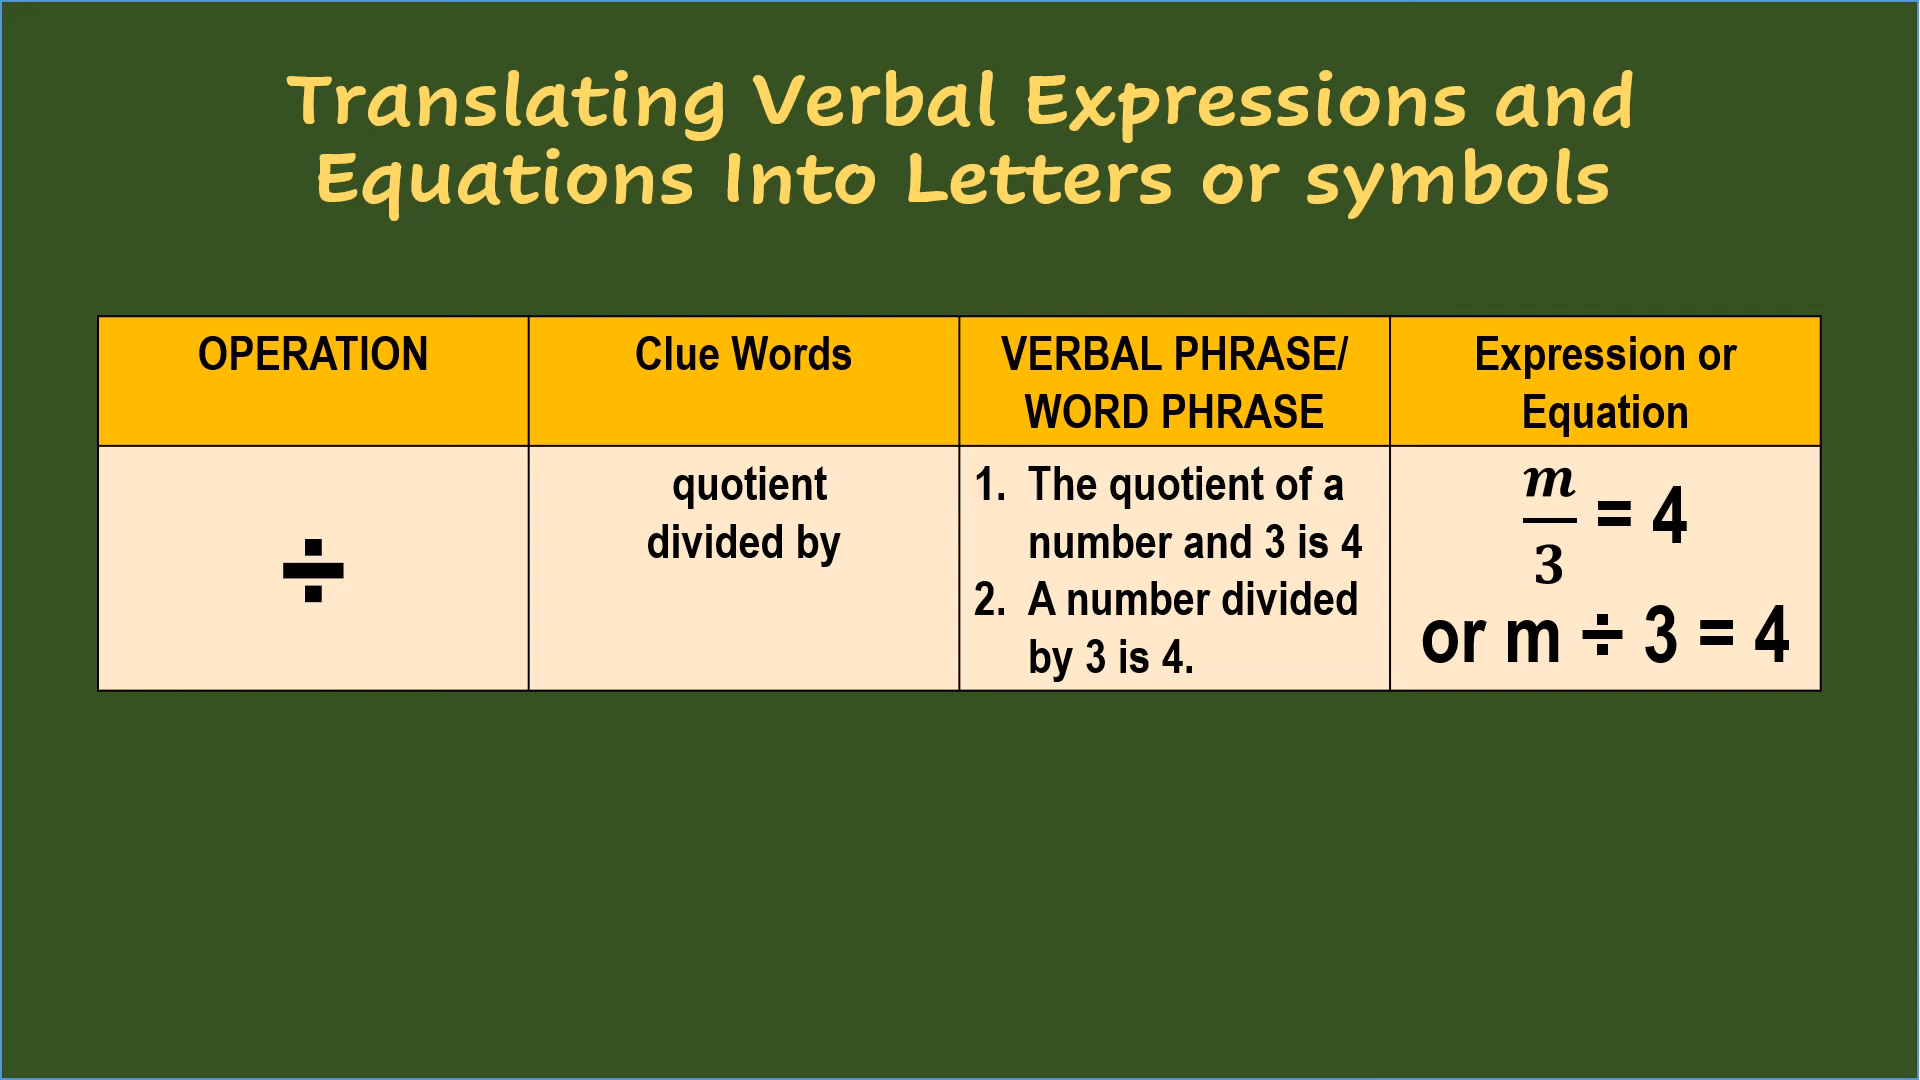 Translating Verbal Expressions and
Equations Into Letters or symbols
OPERATION
Clue Words
VERBAL PHRASE/
WORD PHRASE
Expression or
Equation
÷
quotient
divided by
1. The quotient of a
number and 3 is 4
2. A number divided
by 3 is 4.
m/3 = 4
or m ÷ 3 = 4